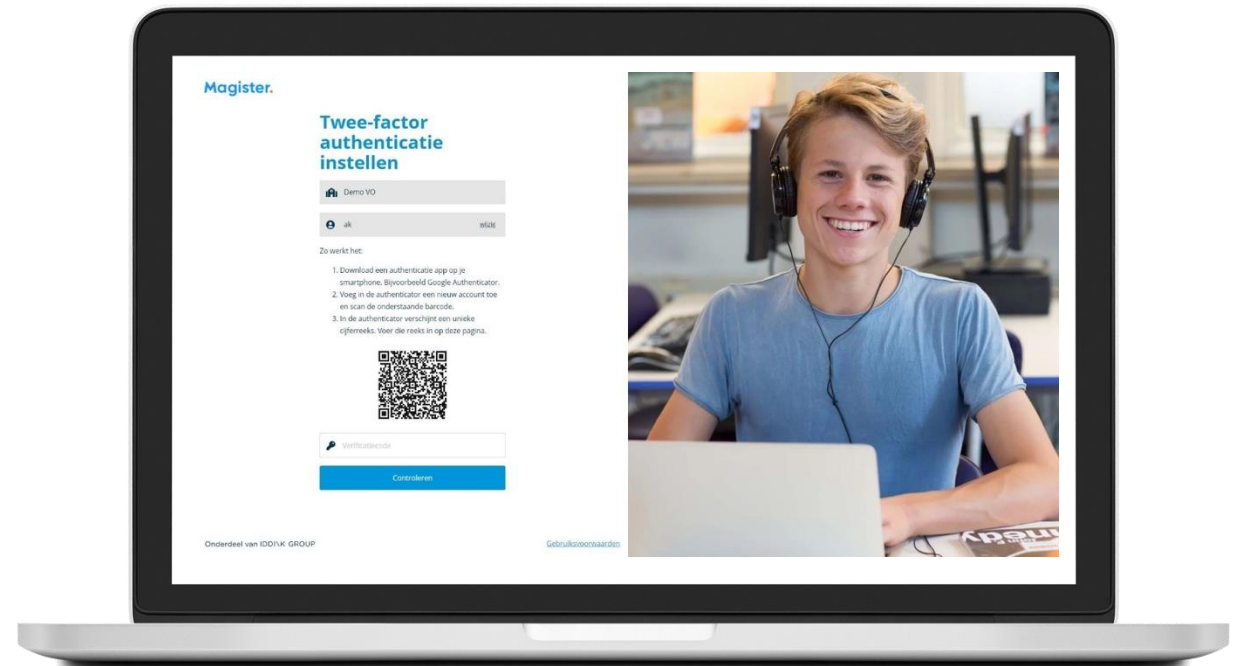 Magister.
Twee-factor
authenticatie
instellen
Demo VO
ak
wijzig
Zo werkt het:
1. Download een authenticatie app op je
smartphone. Bijvoorbeeld Google Authenticator.
2. Voeg in de authenticator een nieuw account toe
en scan de onderstaande barcode.
3. In de authenticator verschijnt een unieke
cijferreeks. Voer die reeks in op deze pagina.
Verificatiecode
Controleren
Onderdeel van IDDINK GROUP
Gebruiksvoorwaarden